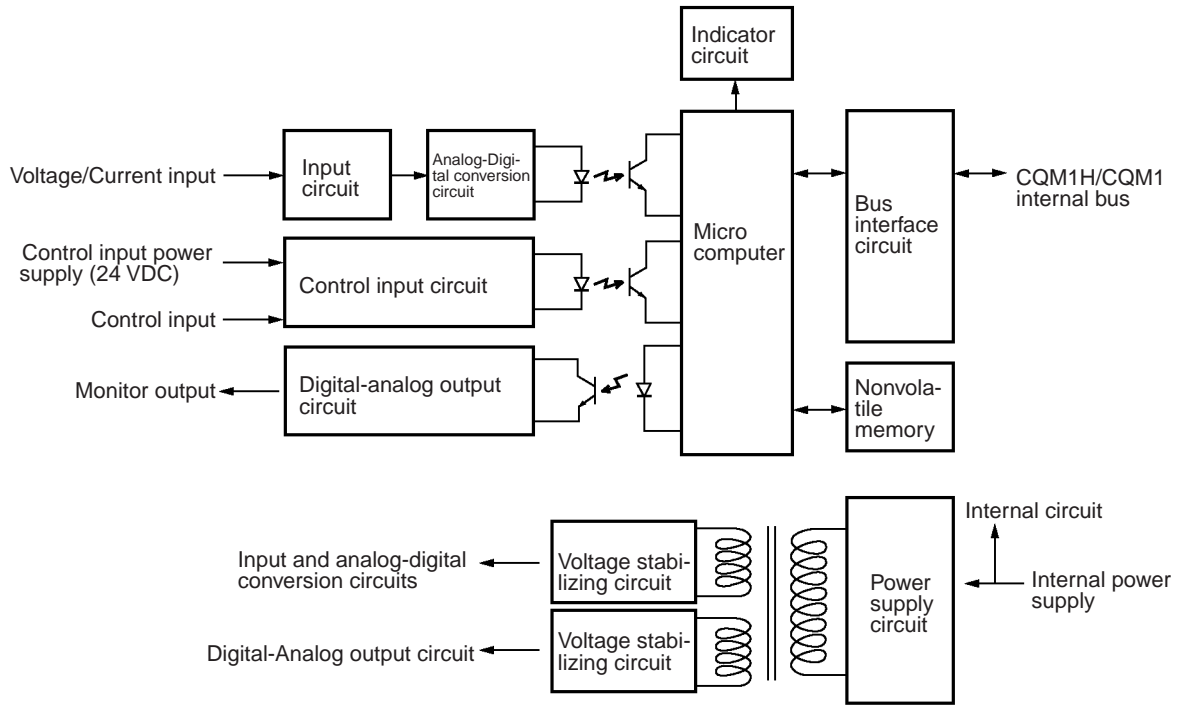 Indicator
circuit
Voltage/Current input
Input
circuit
Analog-Digi-
tal conversion
circuit
Micro
computer
Bus
interface
circuit
CQM1H/CQM1
internal bus
Control input power
supply (24 VDC)
Control input circuit
Control input
Monitor output
Digital-analog output
circuit
Nonvola-
tile
memory
Input and analog-digital
conversion circuits
Voltage stabi-
lizing circuit
Digital-Analog output circuit
Voltage stabi-
lizing circuit
Power
supply
circuit
Internal circuit
Internal power
supply